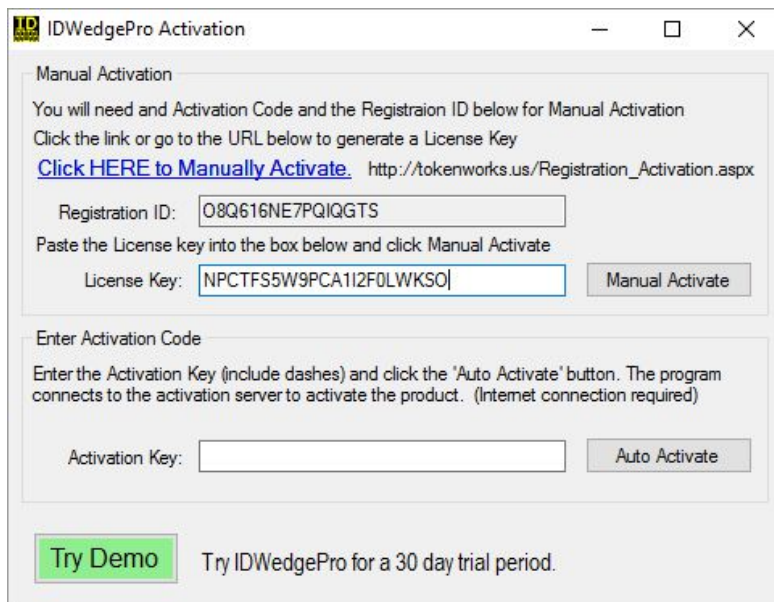 ID
IDWedgePro Activation
Manual Activation
You will need and Activation Code and the Registraion ID below for Manual Activation
Click the link or go to the URL below to generate a License Key
Click HERE to Manually Activate. http://tokenworks.us/Registration_Activation.aspx
Registration ID: O8Q616NE7PQIQGTS
Paste the License key into the box below and click Manual Activate
License Key: NPCTFS5W9PCA1I2F0LWKSO Manual Activate
Enter Activation Code
Enter the Activation Key (include dashes) and click the 'Auto Activate' button. The program
connects to the activation server to activate the product. (Internet connection required)
Activation Key: Auto Activate
Try Demo Try IDWedgePro for a 30 day trial period.